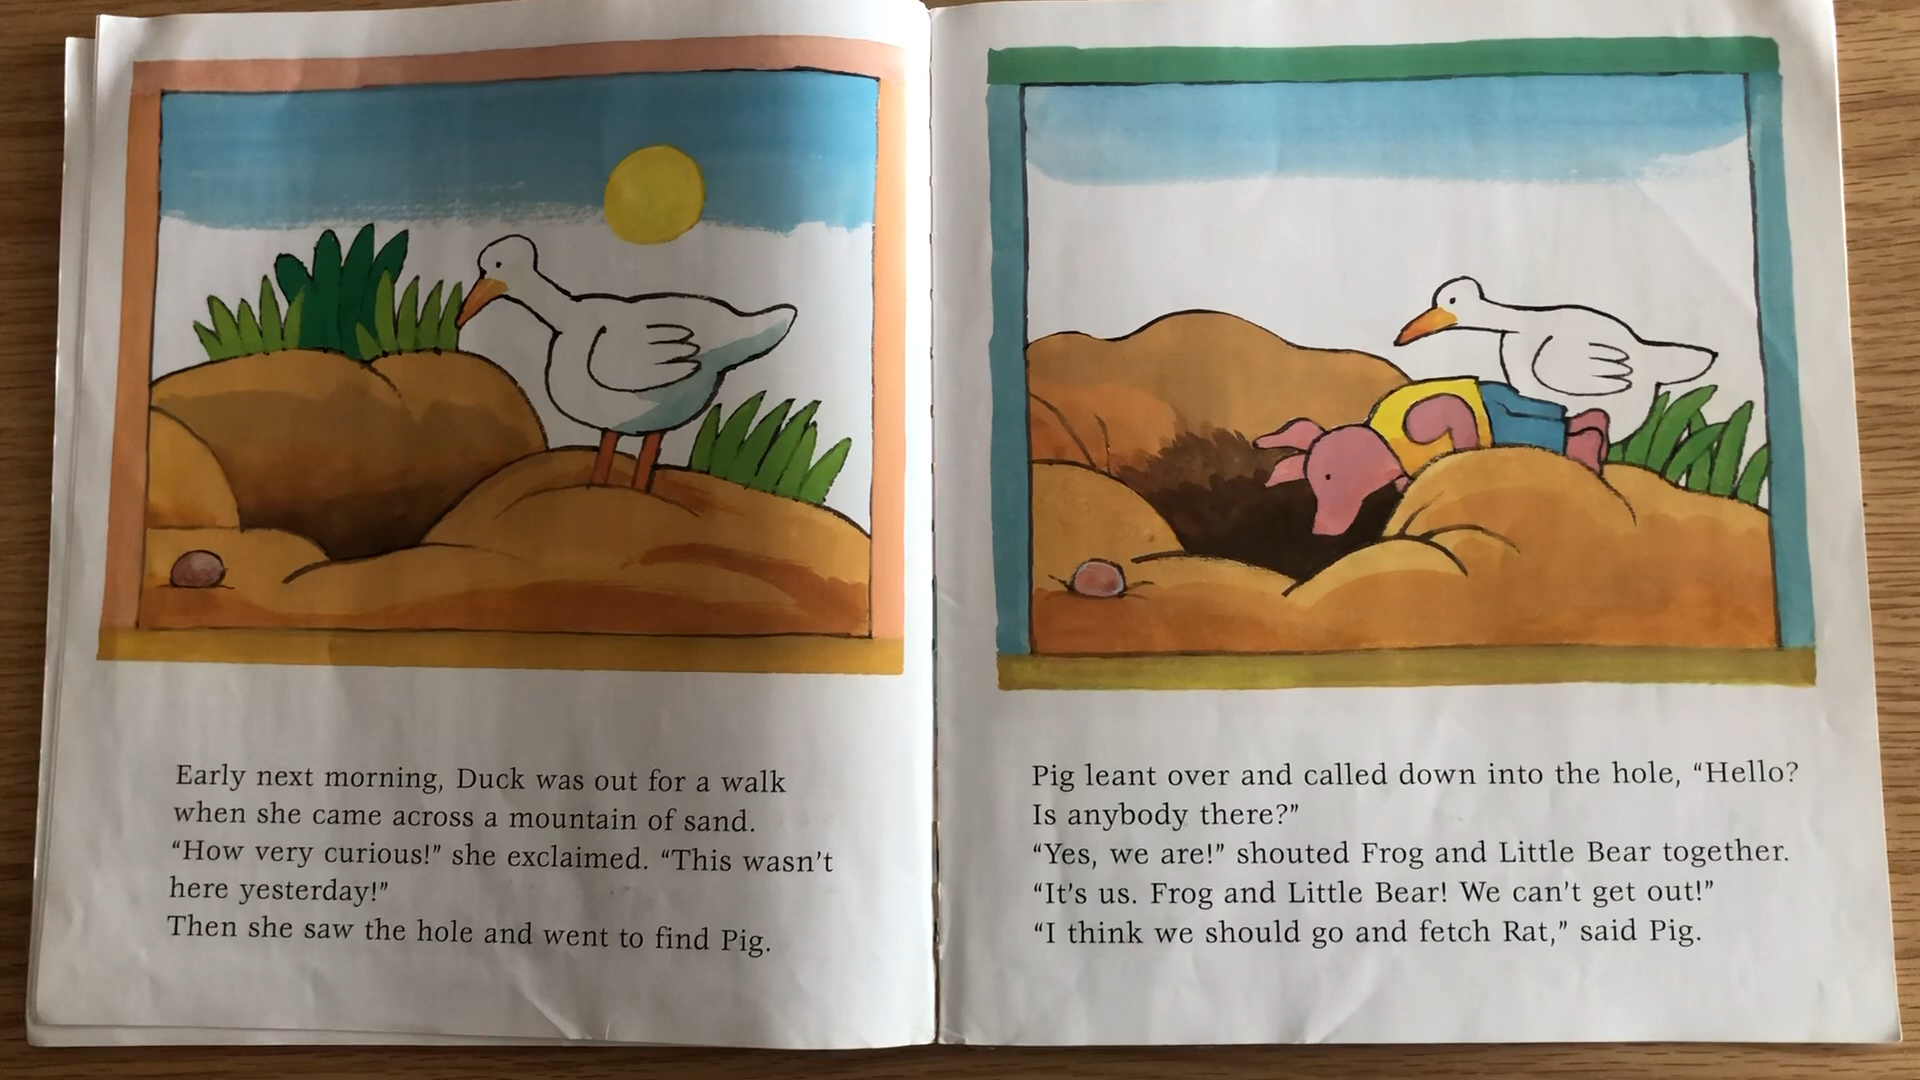 Early next morning, Duck was out for a walk
when she came across a mountain of sand.
“How very curious!” she exclaimed. “This wasn't
here yesterday!”
Then she saw the hole and went to find Pig.
Pig leant over and called down into the hole, “Hello?
Is anybody there?”
“Yes, we are!” shouted Frog and Little Bear together.
“It's us. Frog and Little Bear! We can't get out!”
“I think we should go and fetch Rat,” said Pig.